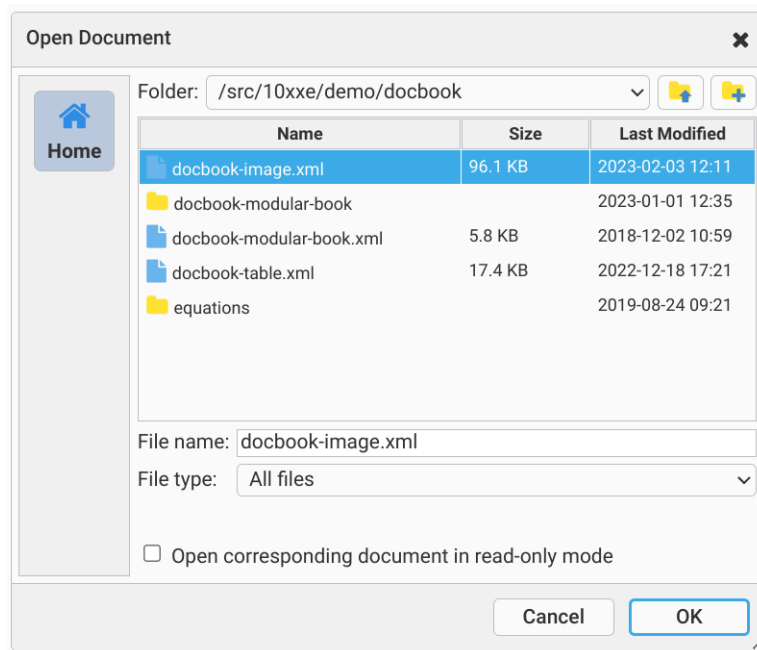 Open Document
Home
Folder: /src/10xxe/demo/docbook
Name Size Last Modified
docbook-image.xml 96.1 KB 2023-02-03 12:11
docbook-modular-book 2023-01-01 12:35
docbook-modular-book.xml 5.8 KB 2018-12-02 10:59
docbook-table.xml 17.4 KB 2022-12-18 17:21
equations 2019-08-24 09:21
File name: docbook-image.xml
File type: All files
Open corresponding document in read-only mode
Cancel OK